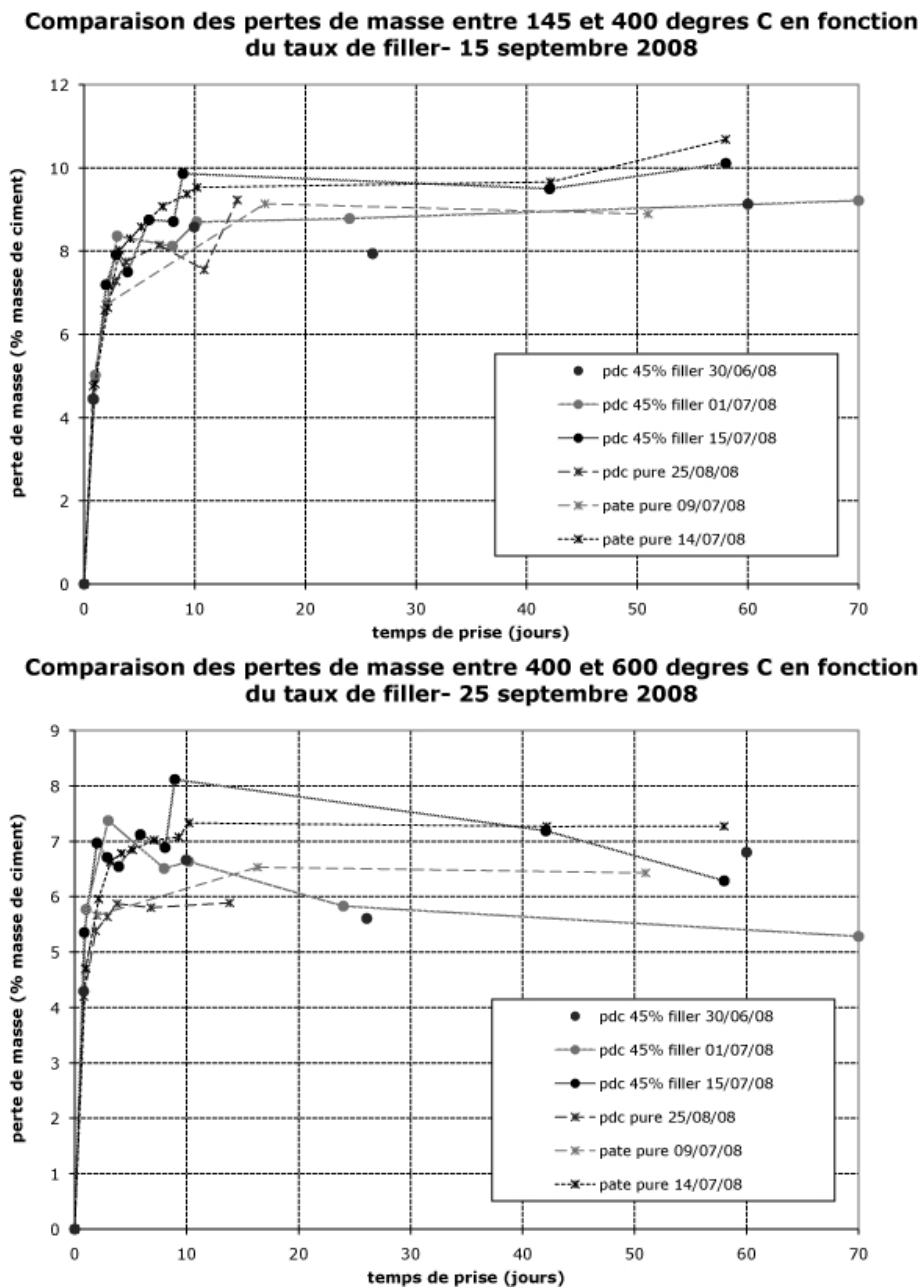 Comparaison des pertes de masse entre 145 et 400 degres C en fonction
du taux de filler- 15 septembre 2008
12
10
8
6
4
2
0
perte de masse (% masse de ciment)
pdc 45% filler 30/06/08
pdc 45% filler 01/07/08
pdc 45% filler 15/07/08
pdc pure 25/08/08
pate pure 09/07/08
pate pure 14/07/08
0 10 20 30 40 50 60 70
temps de prise (jours)
Comparaison des pertes de masse entre 400 et 600 degres C en fonction
du taux de filler- 25 septembre 2008
9
8
7
6
5
4
3
2
1
0
perte de masse (% masse de ciment)
pdc 45% filler 30/06/08
pdc 45% filler 01/07/08
pdc 45% filler 15/07/08
pdc pure 25/08/08
pate pure 09/07/08
pate pure 14/07/08
0 10 20 30 40 50 60 70
temps de prise (jours)